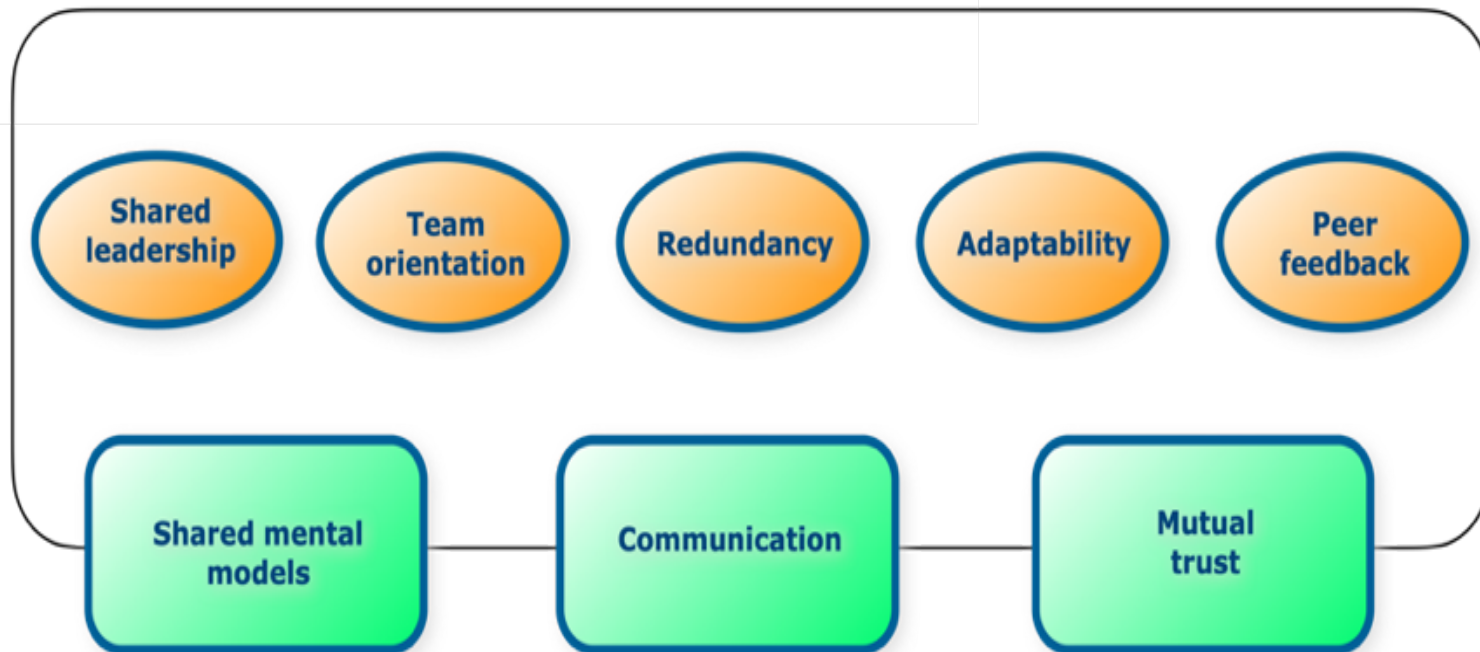 Shared
leadership
Team
orientation
Redundancy
Adaptability
Peer
feedback
Shared mental
models
Communication
Mutual
trust